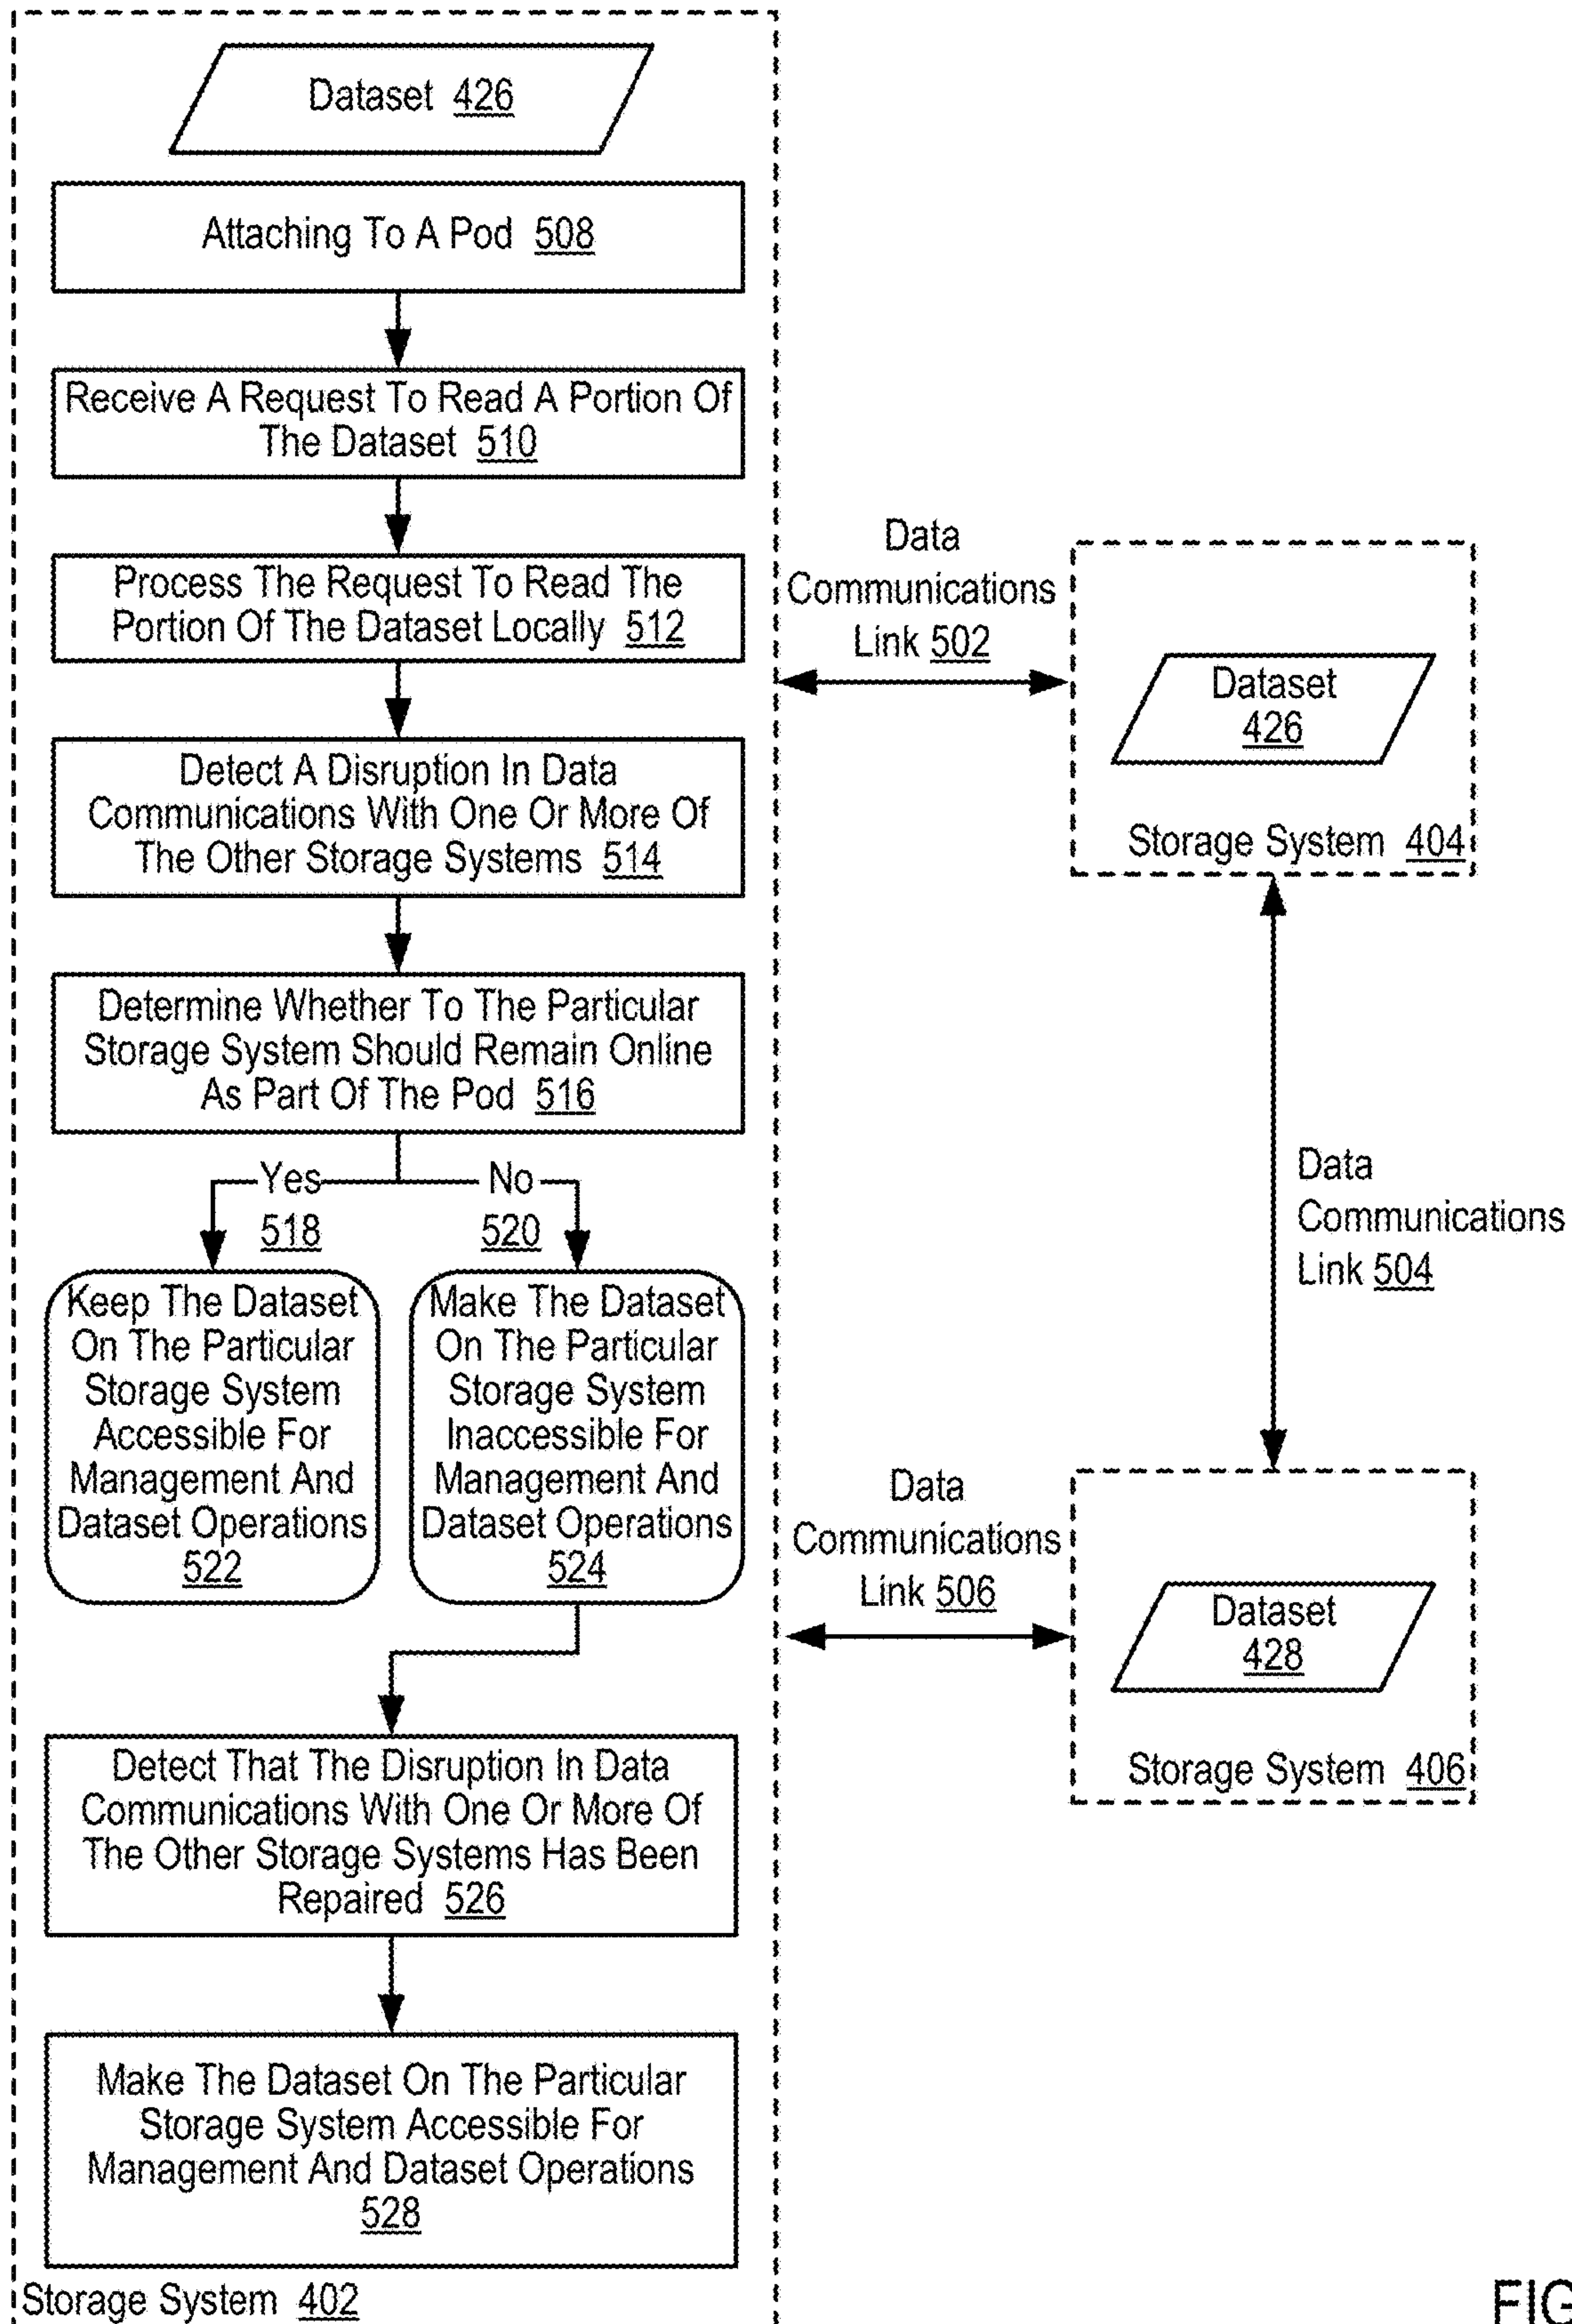 Dataset 426
Attaching To A Pod 508
Receive A Request To Read A Portion Of
The Dataset 510
Process The Request To Read The
Portion Of The Dataset Locally 512
Detect A Disruption In Data
Communications With One Or More Of
The Other Storage Systems 514
Determine Whether To The Particular
Storage System Should Remain Online
As Part Of The Pod 516
Yes
518
No
520
Keep The Dataset
On The Particular
Storage System
Accessible For
Management And
Dataset Operations
522
Make The Dataset
On The Particular
Storage System
Inaccessible For
Management And
Dataset Operations
524
Detect That The Disruption In Data
Communications With One Or More Of
The Other Storage Systems Has Been
Repaired 526
Make The Dataset On The Particular
Storage System Accessible For
Management And Dataset Operations
528
Storage System 402
Data
Communications
Link 502
Dataset
426
Storage System 404
Data
Communications
Link 504
Data
Communications
Link 506
Dataset
428
Storage System 406
FIG